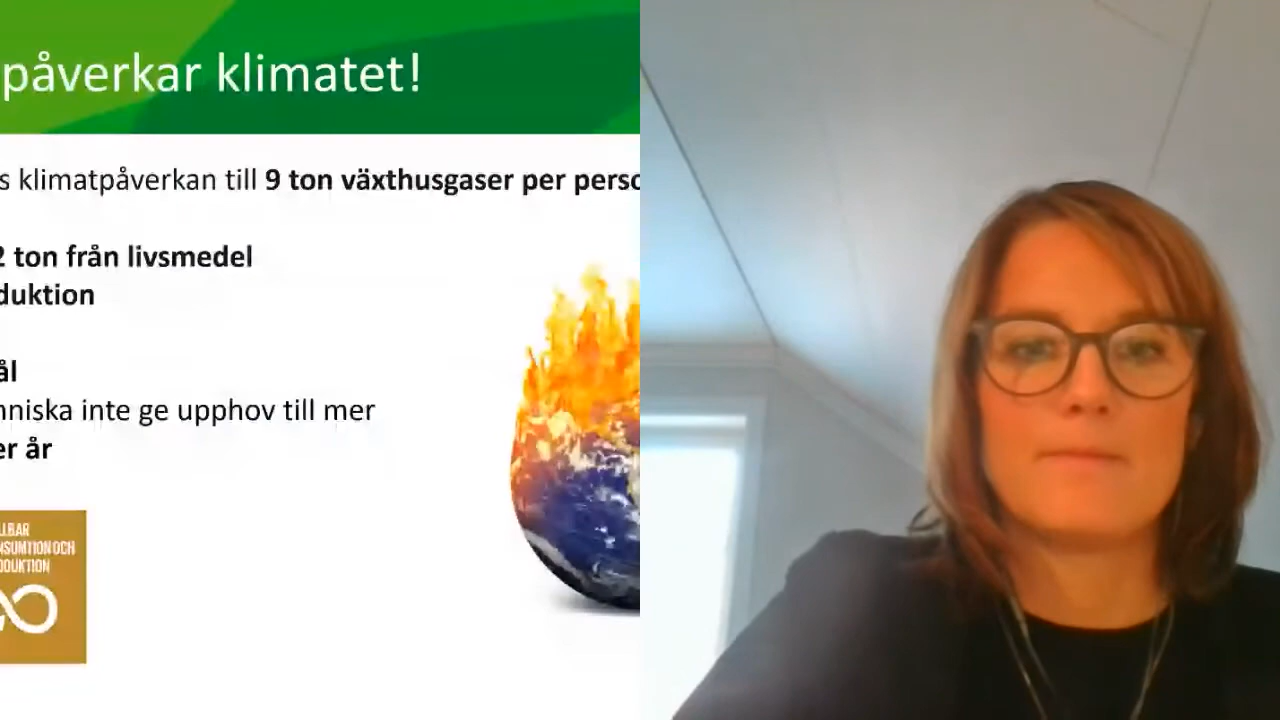 påverkar klimatet!
s klimatpåverkan till 9 ton växthusgaser per perso
2 ton från livsmedel
duktion
ål
nniska inte ge upphov till mer
er år
LLBAR
NSUMTION OCH
ODUKTION